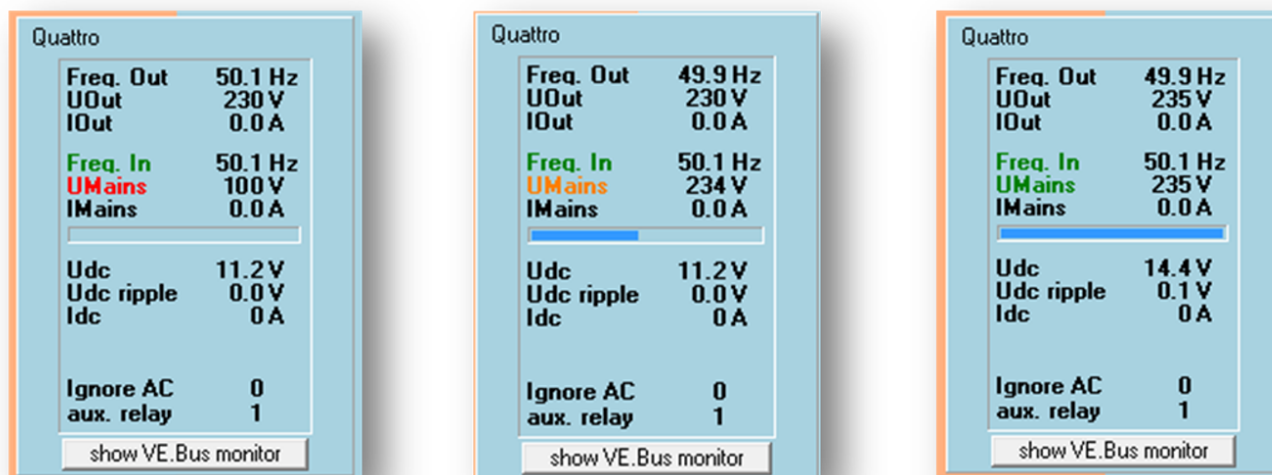 Quattro
Freq. Out 50.1 Hz
UOut 230 V
IOut 0.0 A
Freq. In 50.1 Hz
UMains 100 V
IMains 0.0 A
Udc 11.2 V
Udc ripple 0.0 V
Idc 0 A
Ignore AC 0
aux. relay 1
show VE.Bus monitor
Quattro
Freq. Out 49.9 Hz
UOut 230 V
IOut 0.0 A
Freq. In 50.1 Hz
UMains 234 V
IMains 0.0 A
Udc 11.2 V
Udc ripple 0.0 V
Idc 0 A
Ignore AC 0
aux. relay 1
show VE.Bus monitor
Quattro
Freq. Out 49.9 Hz
UOut 235 V
IOut 0.0 A
Freq. In 50.1 Hz
UMains 235 V
IMains 0.0 A
Udc 14.4 V
Udc ripple 0.1 V
Idc 0 A
Ignore AC 0
aux. relay 1
show VE.Bus monitor